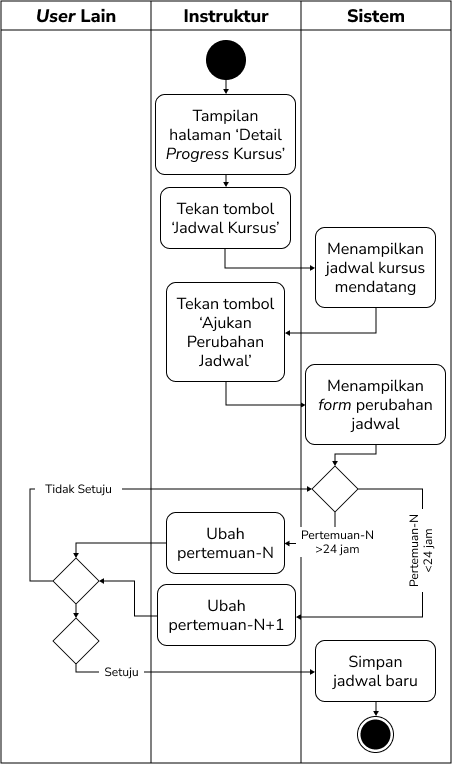 User Lain
Instruktur
Sistem
Tampilan
halaman ‘Detail
Progress Kursus’
Tekan tombol
‘Jadwal Kursus’
Menampilkan
jadwal kursus
mendatang
Tekan tombol
‘Ajukan
Perubahan
Jadwal’
Menampilkan
form perubahan
jadwal
Tidak Setuju
Ubah
pertemuan-N
Pertemuan-N
>24 jam
Pertemuan-N
<24 jam
Ubah
pertemuan-N+1
Setuju
Simpan
jadwal baru